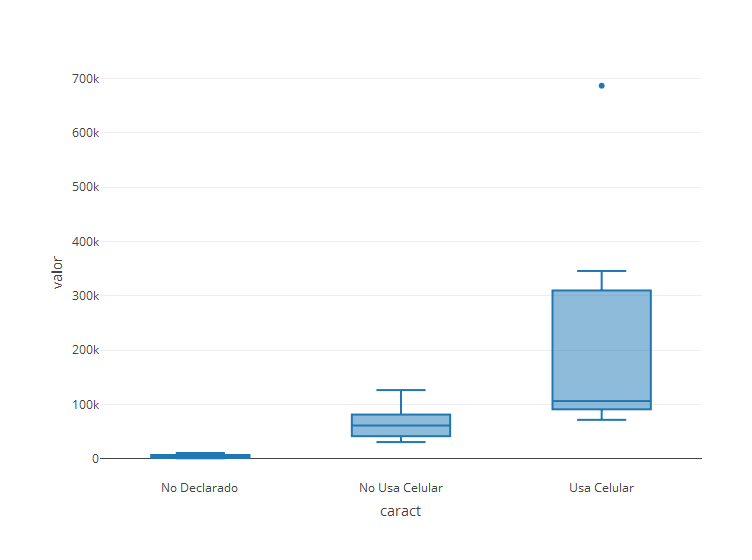 700k
600k
500k
400k
300k
200k
100k
0
valor
No Declarado
No Usa Celular
Usa Celular
caract